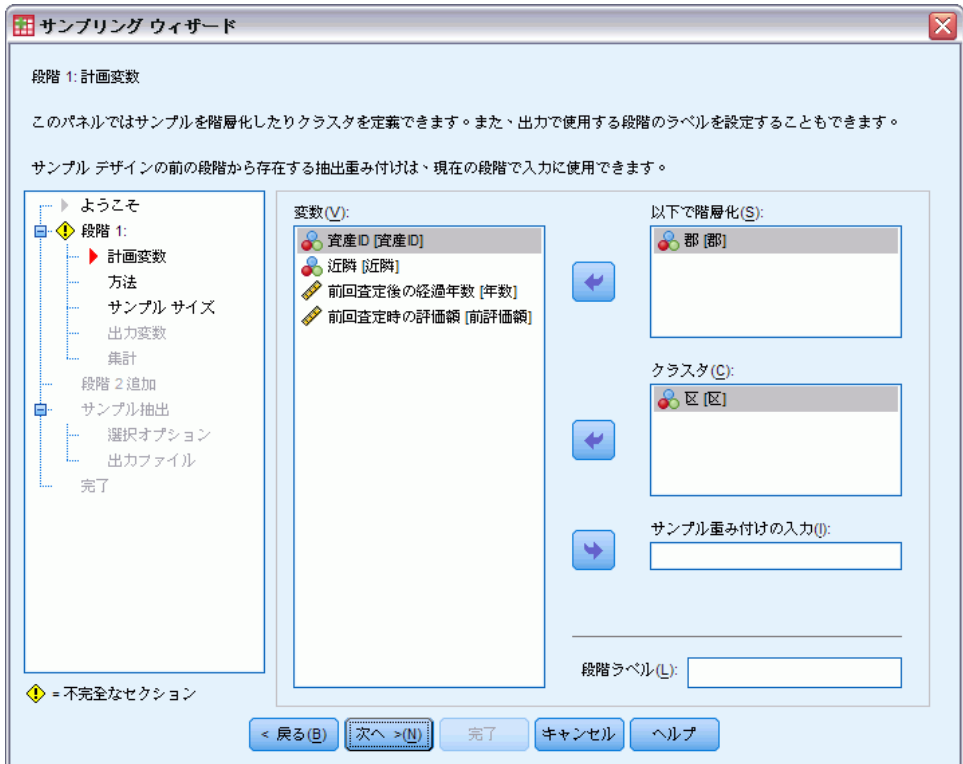 サンプリング ウィザード
段階 1: 計画変数
このパネルではサンプルを階層化したりクラスタを定義できます。また、出力で使用する段階のラベルを設定することもできます。
サンプル デザインの前の段階から存在する抽出重み付けは、現在の段階で入力に使用できます。
ようこそ
段階 1:
計画変数
方法
サンプル サイズ
出力変数
集計
段階 2 追加
サンプル抽出
選択オプション
出力ファイル
完了
= 不完全なセクション
変数(V):
資産ID [資産ID]
近隣 [近隣]
前回査定後の経過年数 [年数]
前回査定時の評価額 [前評価額]
以下で階層化(S):
郡 [郡]
クラスタ(C):
区 [区]
サンプル重み付けの入力(I):
段階ラベル(L):
< 戻る(B)
次へ >(N)
完了
キャンセル
ヘルプ